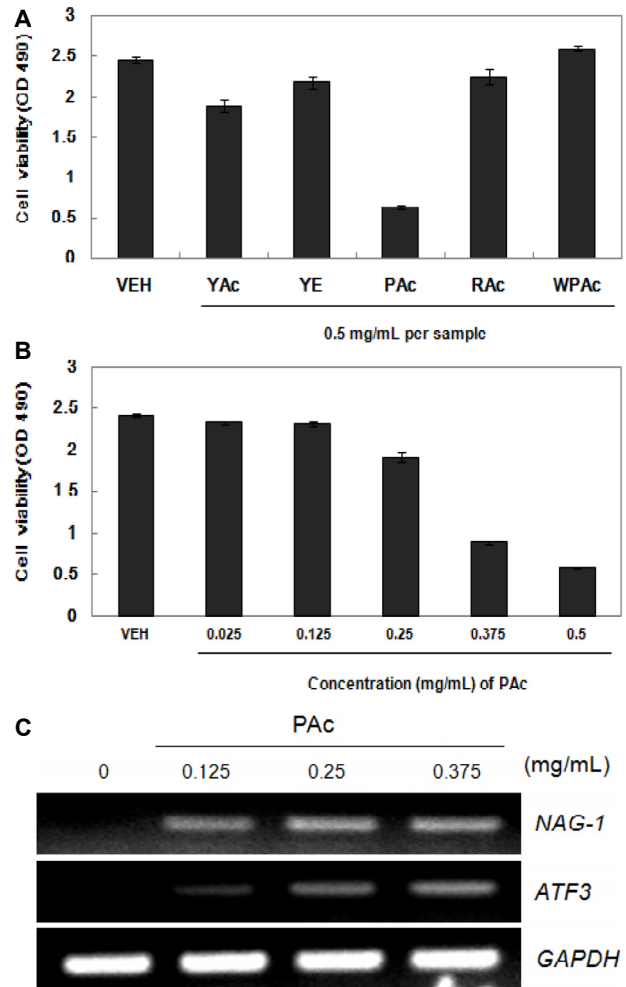 A
Cell viability (OD 490)
3
2.5
2
1.5
1
0.5
0
VEH YAc YE PAc RAc WPAc
0.5 mg/mL per sample
B
Cell viability (OD 490)
3
2.5
2
1.5
1
0.5
0
VEH 0.025 0.125 0.25 0.375 0.5
Concentration (mg/mL) of PAc
C
PAc
0 0.125 0.25 0.375 (mg/mL)
NAG-1
ATF3
GAPDH